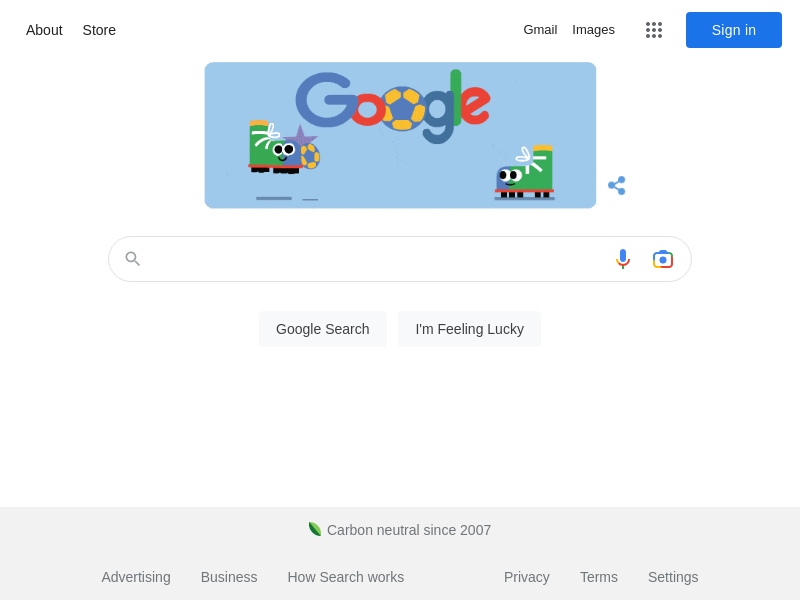 About Store Gmail Images Sign in
Google
Google Search I'm Feeling Lucky
Carbon neutral since 2007
Advertising Business How Search works Privacy Terms Settings